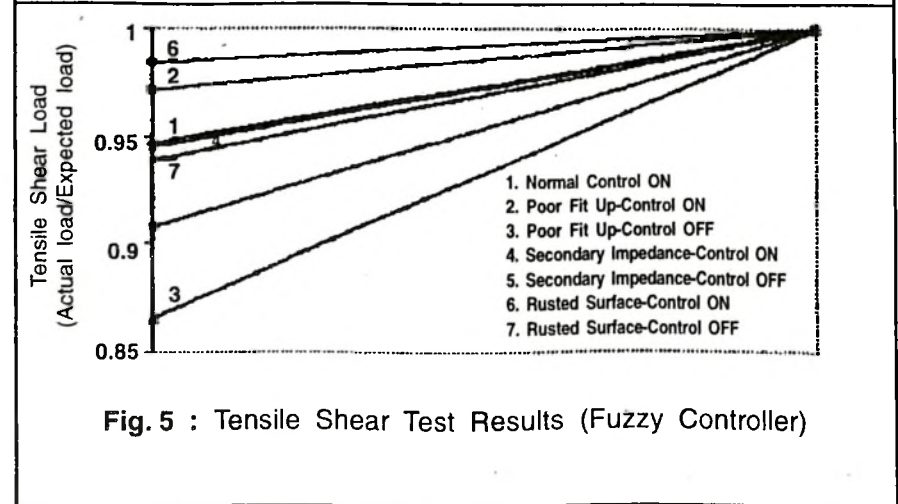 Tensile Shear Load
(Actual load/Expected load)
1
0.95
0.9
0.85
6
2
1
4
7
3
1. Normal Control ON
2. Poor Fit Up-Control ON
3. Poor Fit Up-Control OFF
4. Secondary Impedance-Control ON
5. Secondary Impedance-Control OFF
6. Rusted Surface-Control ON
7. Rusted Surface-Control OFF
Fig. 5 : Tensile Shear Test Results (Fuzzy Controller)